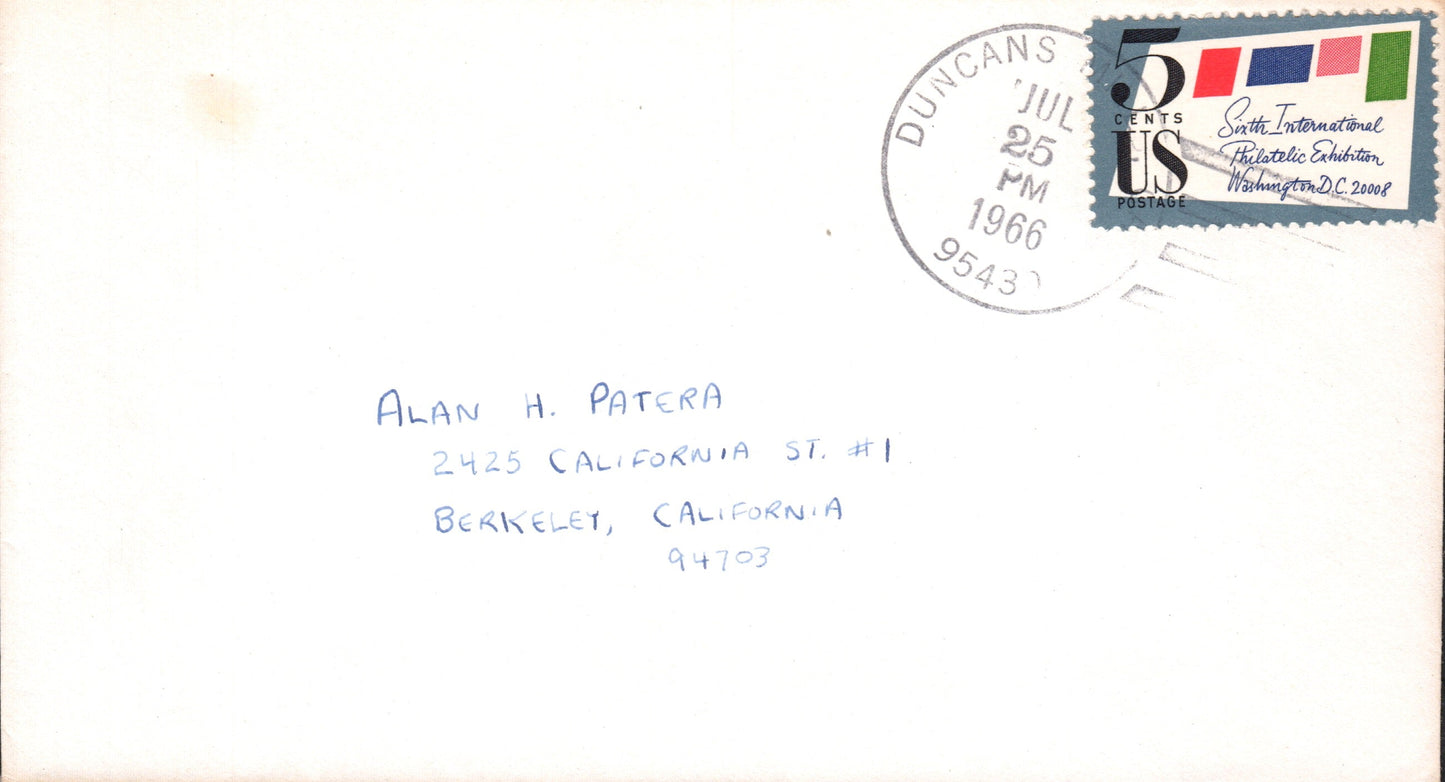 DUNCANS
JUL
25
PM
1966
9543
5
CENTS
US
POSTAGE
Sixth International
Philatelic Exhibition
Washington D.C. 20008
ALAN H. PATERA
2425 CALIFORNIA ST. #1
BERKELEY, CALIFORNIA
94703